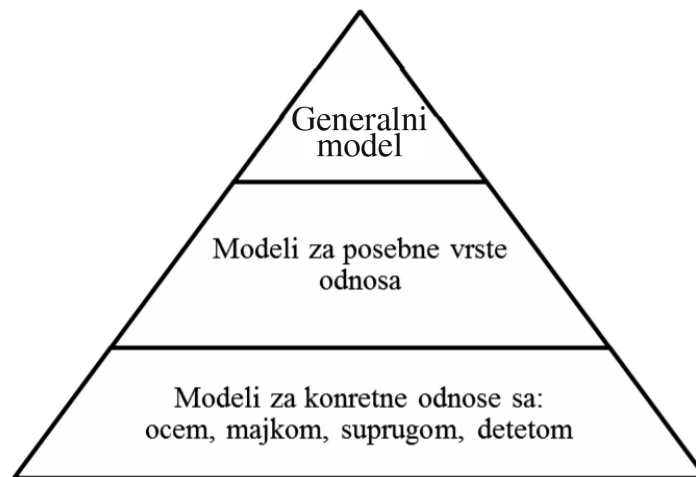 Generalni
model
Modeli za posebne vrste
odnosa
Modeli za konretne odnose sa:
ocem, majkom, suprugom, detetom